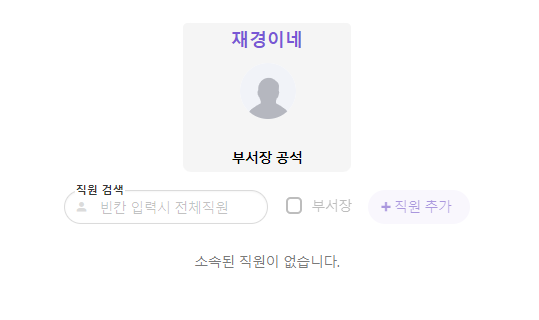 재경이네
부서장 공석
직원 검색
빈칸 입력시 전체직원
부서장
+ 직원 추가
소속된 직원이 없습니다.